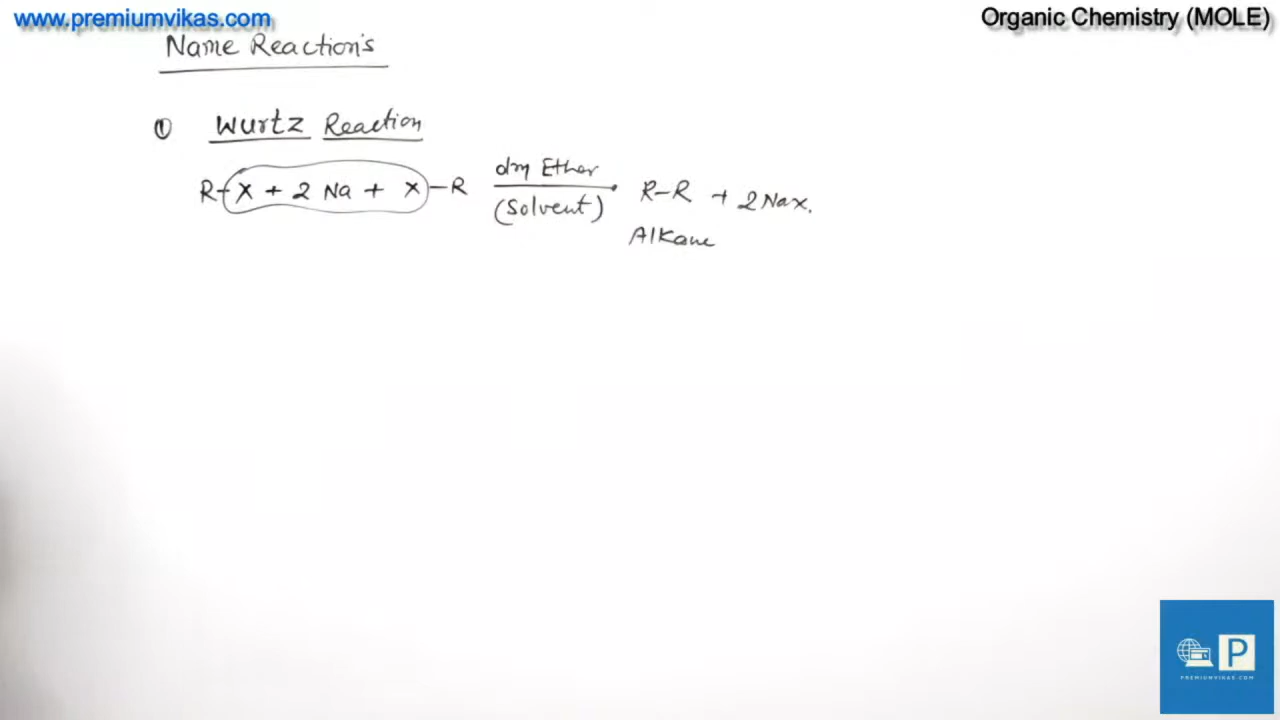 www.premiumvikas.com
Organic Chemistry (MOLE)
Name Reaction's
① Wurtz Reaction
R-X + 2 Na + X-R dry Ether (Solvent) R-R + 2Nax.
Alkane
P
PREMIUMVIKAS.COM